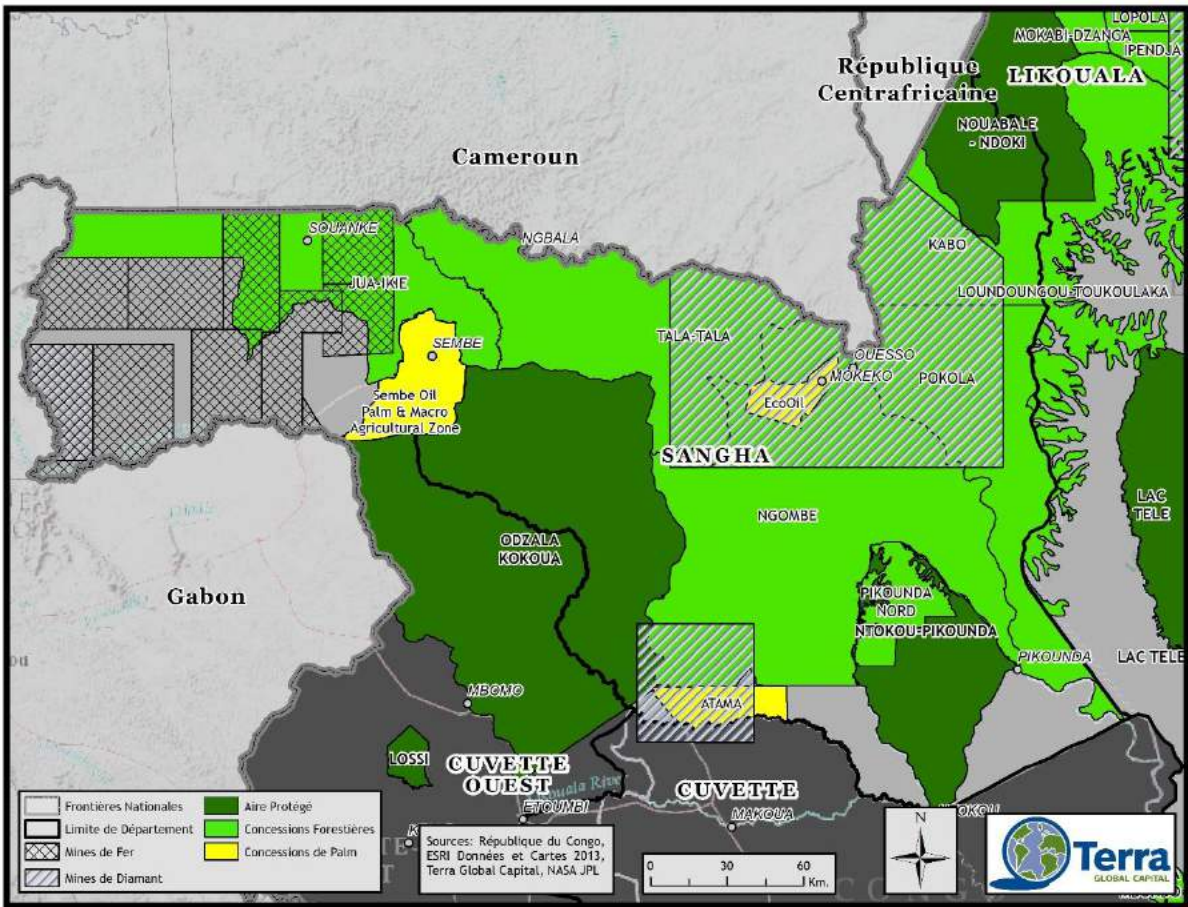 LOPOLA
MOKABI-DZANGA
IPENDJA
République
Centrafricaine
LIKOUALA
NOUABALE
- NDOKI
Cameroun
SOUANKE
NGBALA
KABO
JUA-IKIE
LOUNDOUNGOU-TOUKOULAKA
TALA-TALA
SEMBE
OUESSO
MOKEKO
POKOLA
EcoOil
Sembe Oil
Palm & Macro
Agricultural Zone
SANGHA
LAC
TELE
NGOMBE
ODZALA
KOKOUA
Gabon
PIKOUNDA
NORD
NTOKOU-PIKOUNDA
PIKOUNDA
LAC TELE
MBOMO
ATAMA
LOSSI
CUVETTE
OUEST
CUVETTE
ETOUMBI
MAKOUA
Frontières Nationales
Limite de Département
Mines de Fer
Mines de Diamant
Aire Protégé
Concessions Forestières
Concessions de Palm
Sources: République du Congo,
ESRI Données et Cartes 2013,
Terra Global Capital, NASA JPL
0 30 60
Km.
N
Terra
GLOBAL CAPITAL